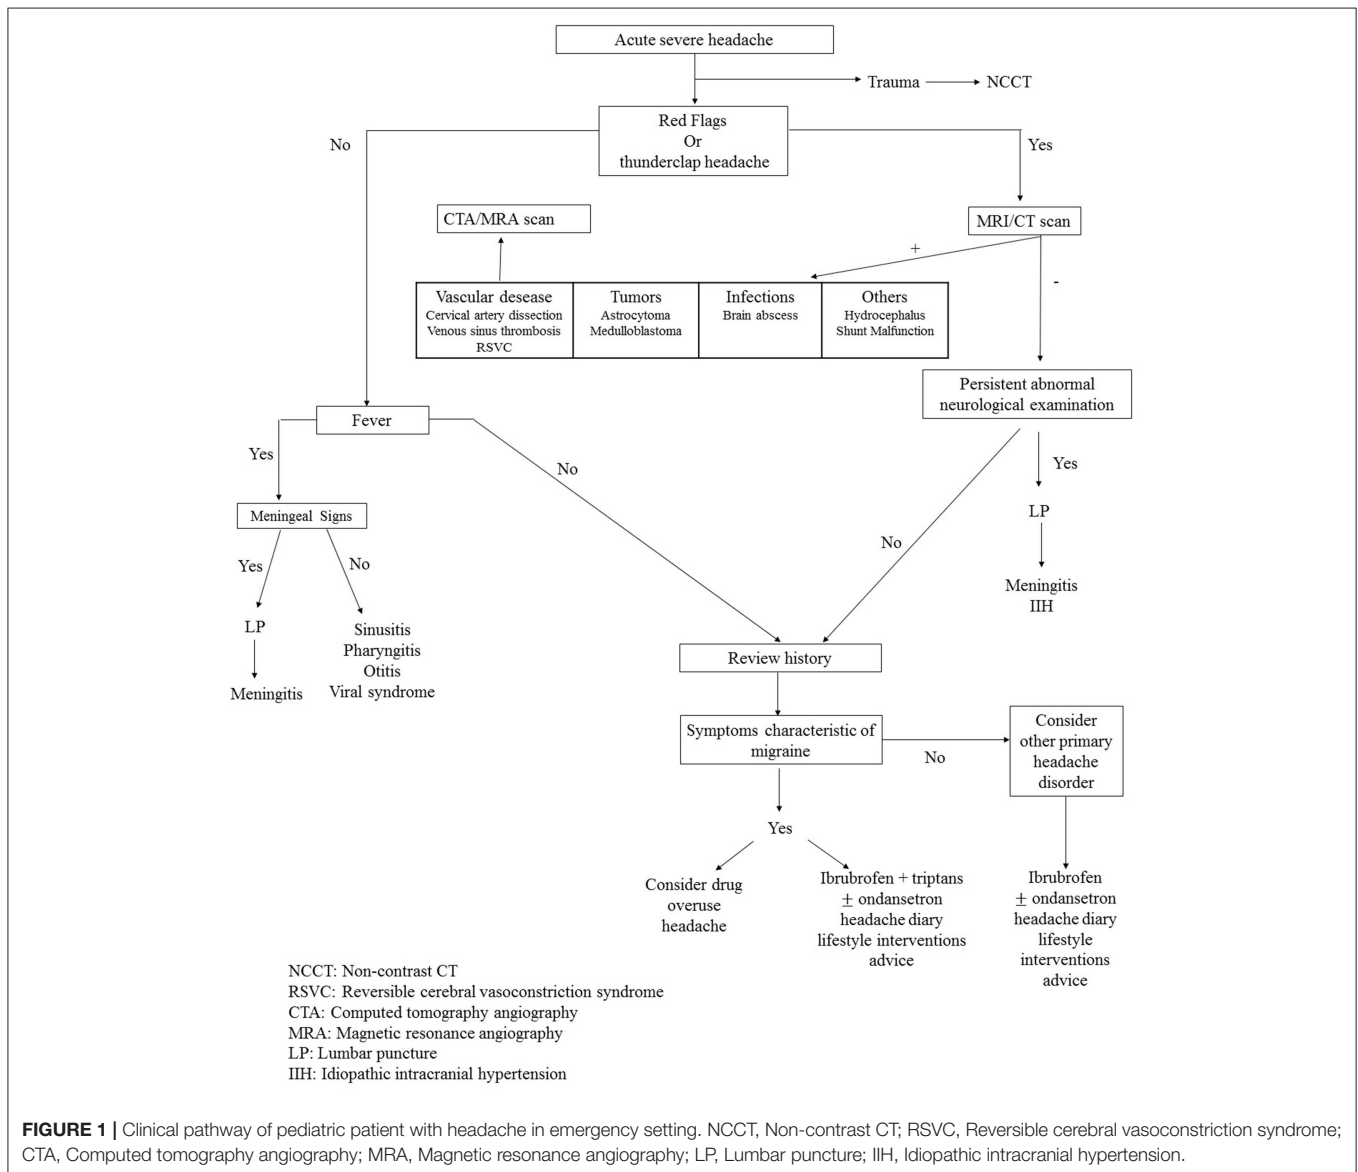 Acute severe headache
Trauma
NCCT
Red Flags
Or
thunderclap headache
No
Yes
CTA/MRA scan
MRI/CT scan
+
-
Vascular desease
Cervical artery dissection
Venous sinus thrombosis
RSVC
Tumors
Astrocytoma
Medulloblastoma
Infections
Brain abscess
Others
Hydrocephalus
Shunt Malfunction
Persistent abnormal
neurological examination
Fever
Yes
No
Yes
Meningeal Signs
LP
No
Yes
No
Meningitis
IIH
LP
Sinusitis
Pharyngitis
Otitis
Viral syndrome
Meningitis
Review history
Symptoms characteristic of
migraine
No
Consider
other primary
headache
disorder
Yes
Consider drug
overuse
headache
Ibrubrofen + triptans
± ondansetron
headache diary
lifestyle interventions
advice
Ibrubrofen
± ondansetron
headache diary
lifestyle
interventions
advice
NCCT: Non-contrast CT
RSVC: Reversible cerebral vasoconstriction syndrome
CTA: Computed tomography angiography
MRA: Magnetic resonance angiography
LP: Lumbar puncture
IIH: Idiopathic intracranial hypertension
FIGURE 1 | Clinical pathway of pediatric patient with headache in emergency setting. NCCT, Non-contrast CT; RSVC, Reversible cerebral vasoconstriction syndrome;
CTA, Computed tomography angiography; MRA, Magnetic resonance angiography; LP, Lumbar puncture; IIH, Idiopathic intracranial hypertension.